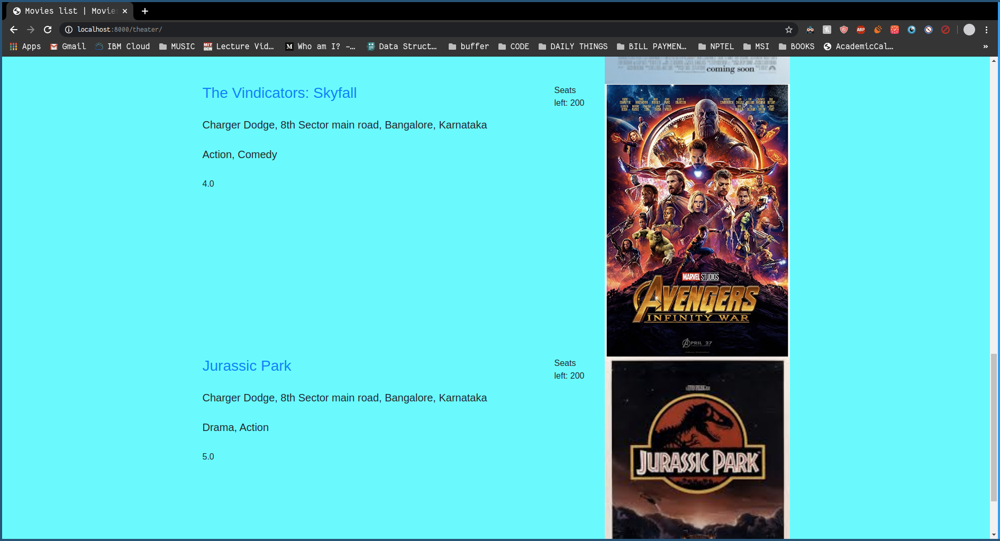 Movies list | Movies
localhost:8000/theater/
Apps Gmail IBM Cloud MUSIC Lecture Vid… Who am I? –… Data Struct… buffer CODE DAILY THINGS BILL PAYMEN… NPTEL MSI BOOKS AcademicCal… »
coming soon
The Vindicators: Skyfall
Seats
left: 200
Charger Dodge, 8th Sector main road, Bangalore, Karnataka
Action, Comedy
4.0
MARVEL STUDIOS
AVENGERS
INFINITY WAR
APRIL 27
Jurassic Park
Seats
left: 200
Charger Dodge, 8th Sector main road, Bangalore, Karnataka
Drama, Action
5.0
JURASSIC PARK